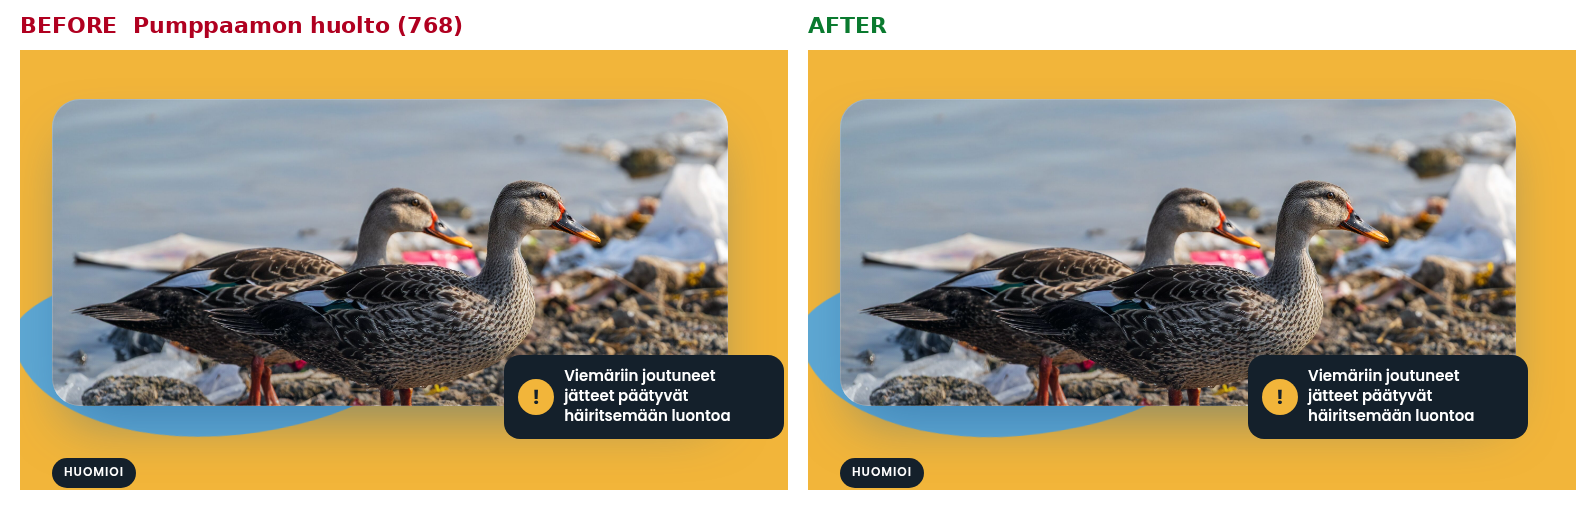 BEFORE Pumppaamon huolto (768)
! Viemäriin joutuneet
jätteet päätyvät
häiritsemään luontoa
HUOMIOI
AFTER
! Viemäriin joutuneet
jätteet päätyvät
häiritsemään luontoa
HUOMIOI